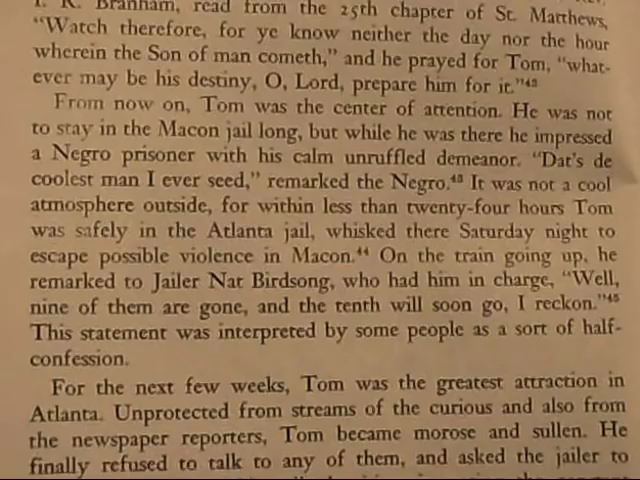 I. R. Branham, read from the 25th chapter of St. Matthews,
"Watch therefore, for ye know neither the day nor the hour
wherein the Son of man cometh," and he prayed for Tom, "what-
ever may be his destiny, O, Lord, prepare him for it."42
From now on, Tom was the center of attention. He was not
to stay in the Macon jail long, but while he was there he impressed
a Negro prisoner with his calm unruffled demeanor. "Dat's de
coolest man I ever seed," remarked the Negro.43 It was not a cool
atmosphere outside, for within less than twenty-four hours Tom
was safely in the Atlanta jail, whisked there Saturday night to
escape possible violence in Macon.44 On the train going up, he
remarked to Jailer Nat Birdsong, who had him in charge, "Well,
nine of them are gone, and the tenth will soon go, I reckon."45
This statement was interpreted by some people as a sort of half-
confession.
For the next few weeks, Tom was the greatest attraction in
Atlanta. Unprotected from streams of the curious and also from
the newspaper reporters, Tom became morose and sullen. He
finally refused to talk to any of them, and asked the jailer to